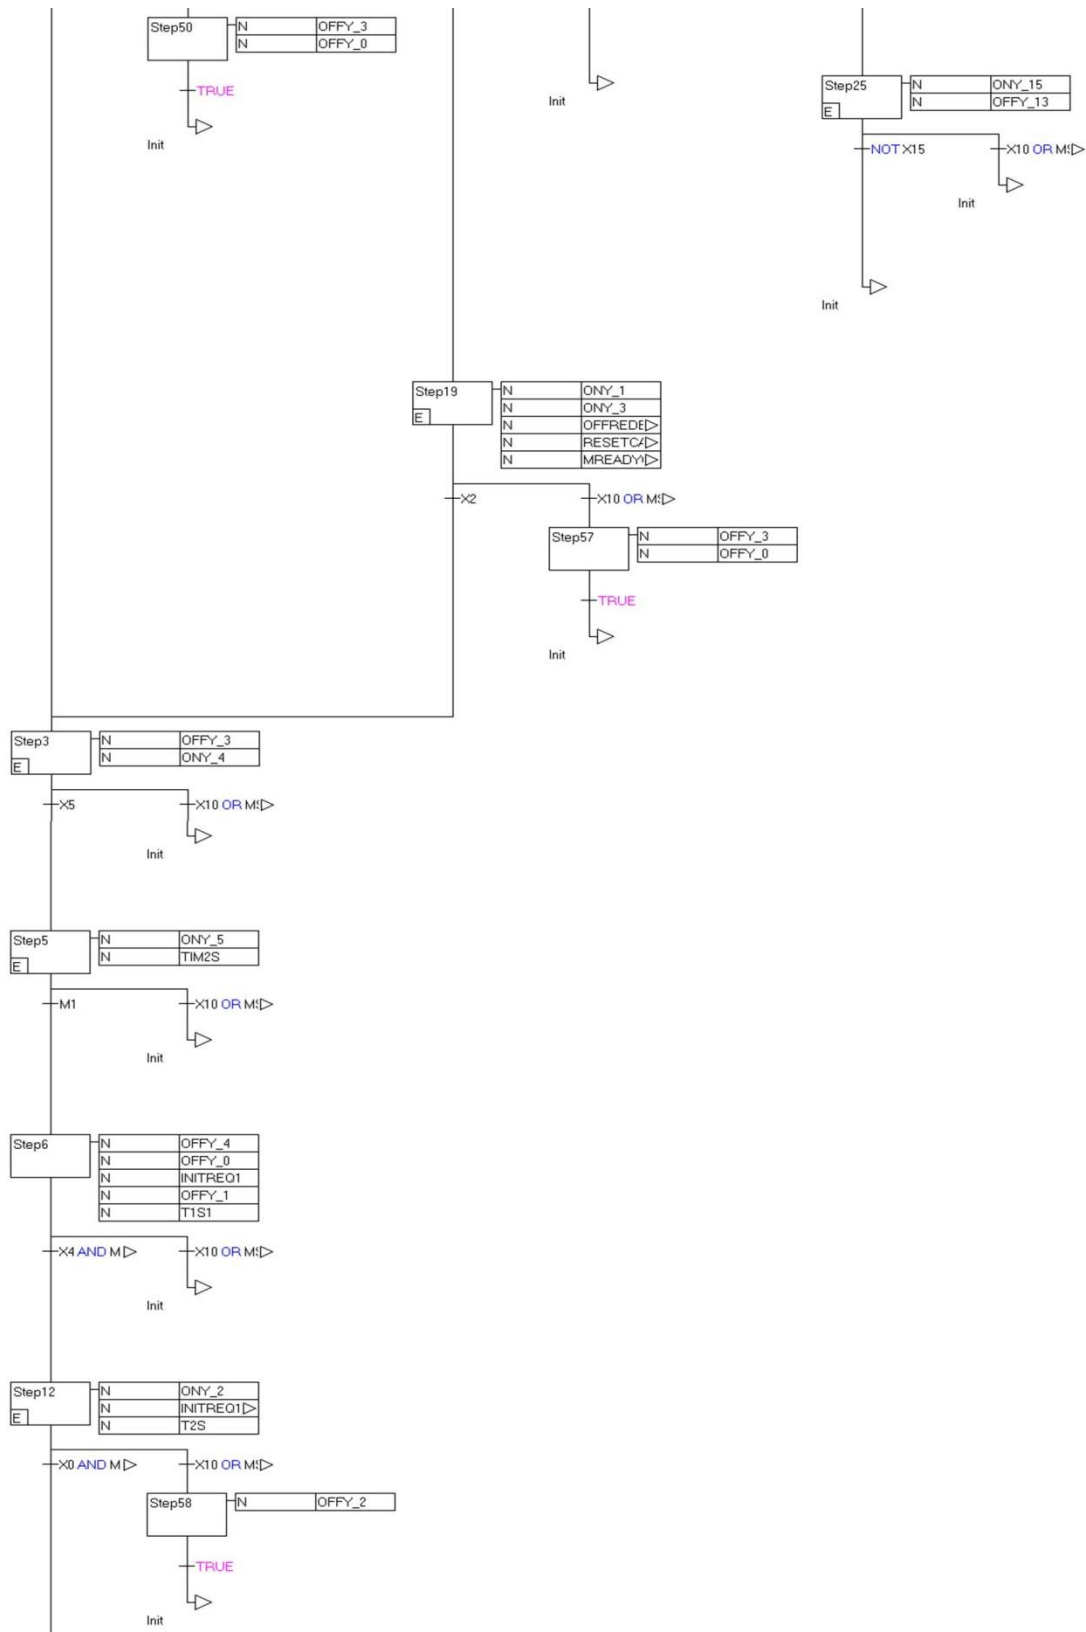 Step50 N OFFY_3
N OFFY_0
TRUE
Init
Init
Step25 N ONY_15
E N OFFY_13
NOT X15 X10 OR
Init
Init
Step19 N ONY_1
E N ONY_3
N OFFREDE
N RESETCA
N MREADY
X2 X10 OR
Step57 N OFFY_3
N OFFY_0
TRUE
Init
Step3 N OFFY_3
E N ONY_4
X5 X10 OR
Init
Step5 N ONY_5
E N TIM2S
M1 X10 OR
Init
Step6 N OFFY_4
N OFFY_0
N INITREQ1
N OFFY_1
N T1S1
X4 AND M X10 OR
Init
Step12 N ONY_2
E N INITREQ1
N T2S
X0 AND M X10 OR
Step58 N OFFY_2
TRUE
Init